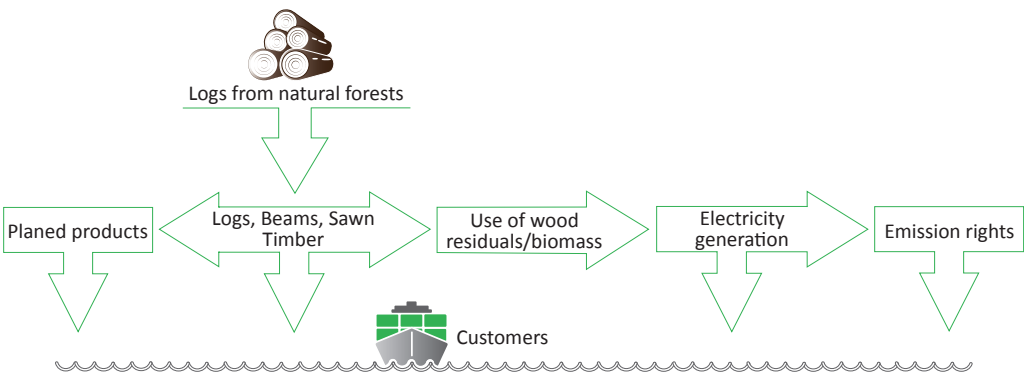 Logs from natural forests
Planed products
Logs, Beams, Sawn
Timber
Use of wood
residuals/biomass
Electricity
generation
Emission rights
Customers